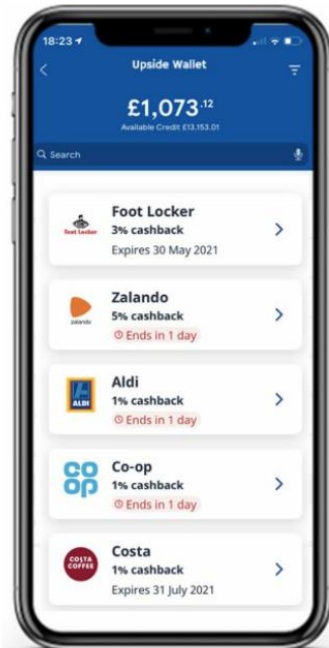 18:23
Upside Wallet
£1,073.12
Available Credit £13,153.01
Search
Foot Locker
Foot Locker
3% cashback
Expires 30 May 2021
Zalando
zalando
5% cashback
Ends in 1 day
Aldi
ALDI
1% cashback
Ends in 1 day
Co-op
CO
OP
1% cashback
Ends in 1 day
Costa
COSTA
COFFEE
1% cashback
Expires 31 July 2021